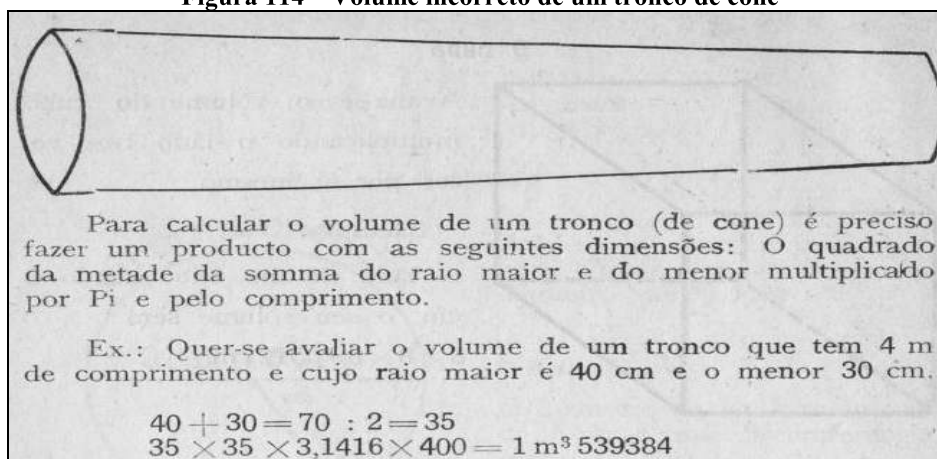 Figura 114 – Volume incorreto de um tronco de cone
Para calcular o volume de um tronco (de cone) é preciso
fazer um producto com as seguintes dimensões: O quadrado
da metade da somma do raio maior e do menor multiplicado
por Pi e pelo comprimento.
Ex.: Quer-se avaliar o volume de um tronco que tem 4 m
de comprimento e cujo raio maior é 40 cm e o menor 30 cm.
40 + 30 = 70 : 2 = 35
35 × 35 × 3,1416 × 400 = 1 m³ 539384